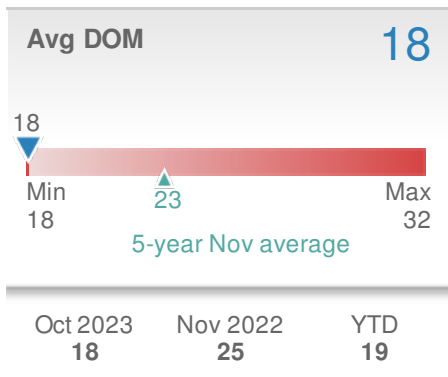 Avg DOM 18
18
Min Max
18 23 32
5-year Nov average
Oct 2023 Nov 2022 YTD
18 25 19